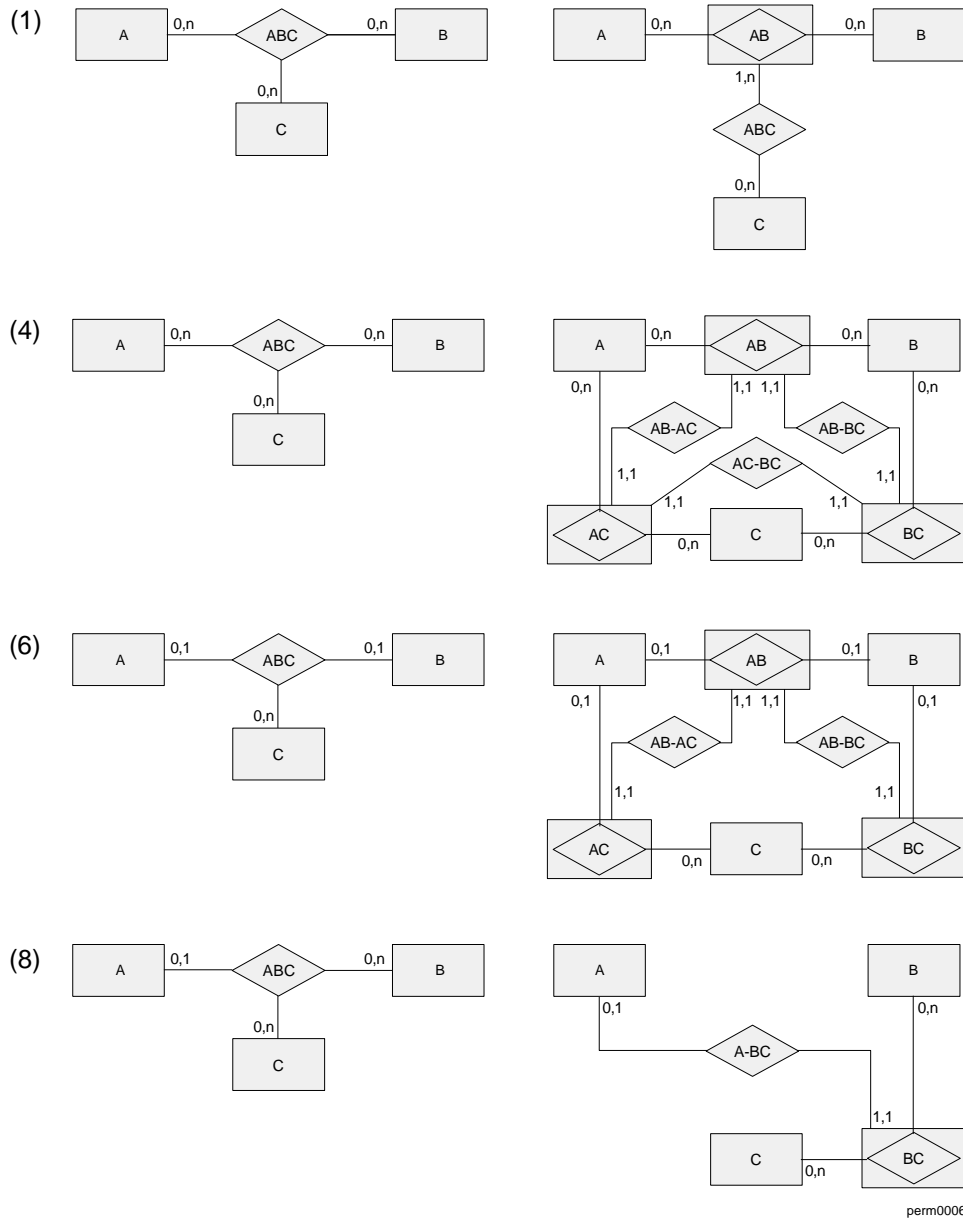 (1)
A 0,n ABC 0,n B
0,n
C
A 0,n AB 0,n B
1,n
ABC
0,n
C
(4)
A 0,n ABC 0,n B
0,n
C
A 0,n AB 0,n B
0,n 1,1 1,1 0,n
AB-AC AB-BC
AC-BC
1,1 1,1 1,1 1,1
AC 0,n C 0,n BC
(6)
A 0,1 ABC 0,1 B
0,n
C
A 0,1 AB 0,1 B
0,1 1,1 1,1 0,1
AB-AC AB-BC
1,1 1,1
AC 0,n C 0,n BC
(8)
A 0,1 ABC 0,n B
0,n
C
A B
0,1 0,n
A-BC
1,1
C 0,n BC
perm0006